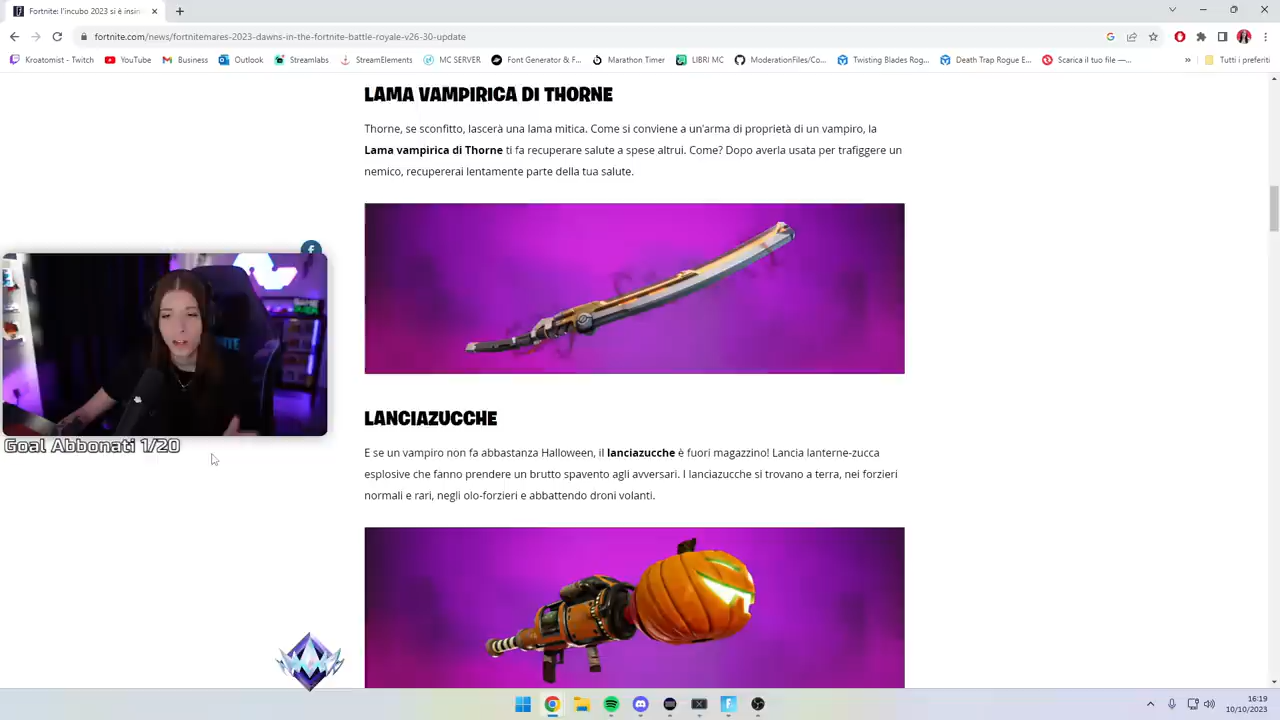 Fortnite: l'incubo 2023 si è insin
fortnite.com/news/fortnitemares-2023-dawns-in-the-fortnite-battle-royale-v26-30-update
Kroatomist - Twitch YouTube Business Outlook Streamlabs StreamElements MC SERVER Font Generator & F... Marathon Timer LIBRI MC ModerationFiles/Co... Twisting Blades Rog... Death Trap Rogue E... Scarica il tuo file —... » Tutti i preferiti
LAMA VAMPIRICA DI THORNE
Thorne, se sconfitto, lascerà una lama mitica. Come si conviene a un'arma di proprietà di un vampiro, la
Lama vampirica di Thorne ti fa recuperare salute a spese altrui. Come? Dopo averla usata per trafiggere un
nemico, recupererai lentamente parte della tua salute.
Goal Abbonati 1/20
LANCIAZUCCHE
E se un vampiro non fa abbastanza Halloween, il lanciazucche è fuori magazzino! Lancia lanterne-zucca
esplosive che fanno prendere un brutto spavento agli avversari. I lanciazucche si trovano a terra, nei forzieri
normali e rari, negli olo-forzieri e abbattendo droni volanti.
16:19
10/10/2023